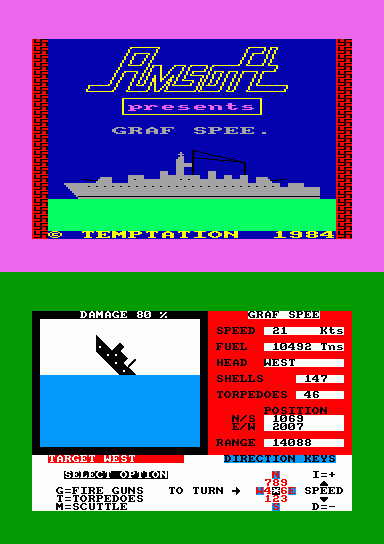 AMSOFT
presents
GRAF SPEE.
© TEMPTATION 1984
DAMAGE 80 %
GRAF SPEE
SPEED 21 Kts
FUEL 10492 Tns
HEAD WEST
SHELLS 147
TORPEDOES 46
POSITION
N/S 1069
E/W 2007
RANGE 14088
TARGET WEST
DIRECTION KEYS
SELECT OPTION
G=FIRE GUNS
T=TORPEDOES
M=SCUTTLE
TO TURN →
N
789
W4*6E
123
S
I=+
▲
SPEED
▼
D=-